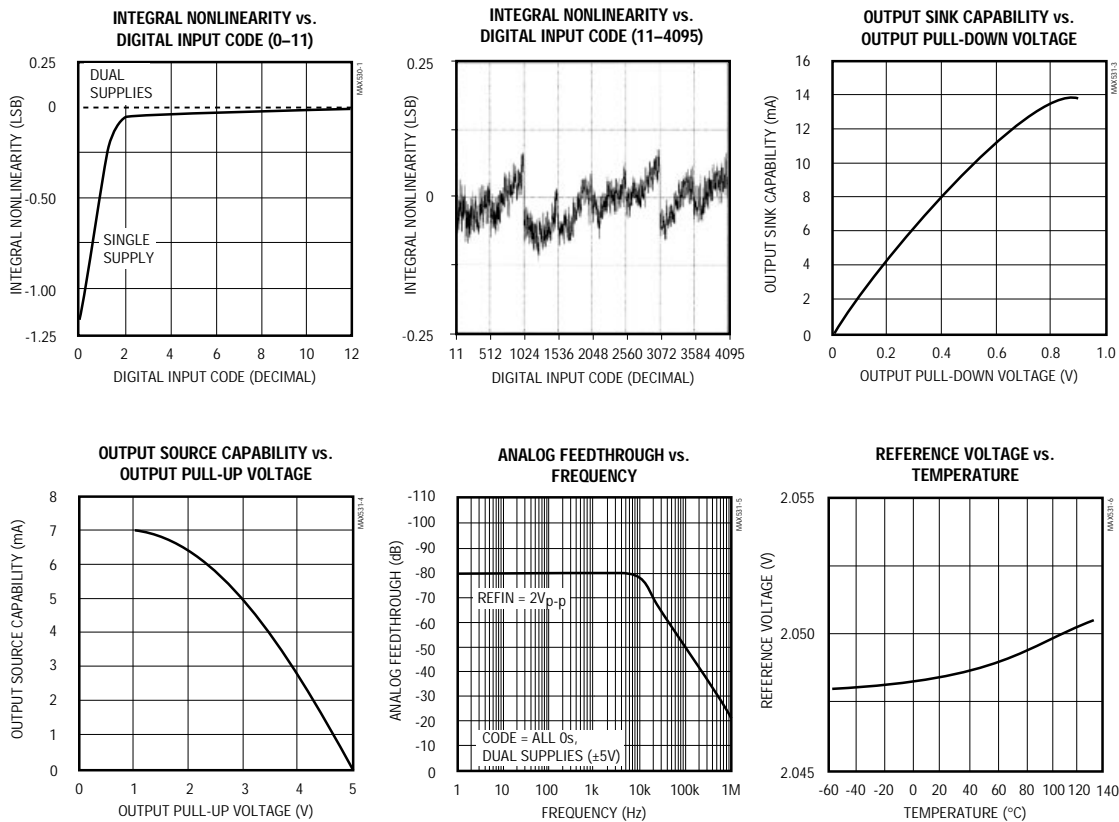 INTEGRAL NONLINEARITY vs.
DIGITAL INPUT CODE (0–11)
0.25
0
-0.50
-1.00
-1.25
INTEGRAL NONLINEARITY (LSB)
DUAL
SUPPLIES
SINGLE
SUPPLY
MAX530-1
0 2 4 6 8 10 12
DIGITAL INPUT CODE (DECIMAL)
INTEGRAL NONLINEARITY vs.
DIGITAL INPUT CODE (11–4095)
0.25
0
-0.25
INTEGRAL NONLINEARITY (LSB)
11 512 1024 1536 2048 2560 3072 3584 4095
DIGITAL INPUT CODE (DECIMAL)
OUTPUT SINK CAPABILITY vs.
OUTPUT PULL-DOWN VOLTAGE
16
14
12
10
8
6
4
2
0
OUTPUT SINK CAPABILITY (mA)
MAX531-3
0 0.2 0.4 0.6 0.8 1.0
OUTPUT PULL-DOWN VOLTAGE (V)
OUTPUT SOURCE CAPABILITY vs.
OUTPUT PULL-UP VOLTAGE
8
7
6
5
4
3
2
1
0
OUTPUT SOURCE CAPABILITY (mA)
MAX531-4
0 1 2 3 4 5
OUTPUT PULL-UP VOLTAGE (V)
ANALOG FEEDTHROUGH vs.
FREQUENCY
-110
-100
-90
-80
-70
-60
-50
-40
-30
-20
-10
0
ANALOG FEEDTHROUGH (dB)
REFIN = 2Vp-p
CODE = ALL 0s,
DUAL SUPPLIES (±5V)
MAX531-5
1 10 100 1k 10k 100k 1M
FREQUENCY (Hz)
REFERENCE VOLTAGE vs.
TEMPERATURE
2.055
2.050
2.045
REFERENCE VOLTAGE (V)
MAX531-6
-60 -40 -20 0 20 40 60 80 100 120 140
TEMPERATURE (°C)